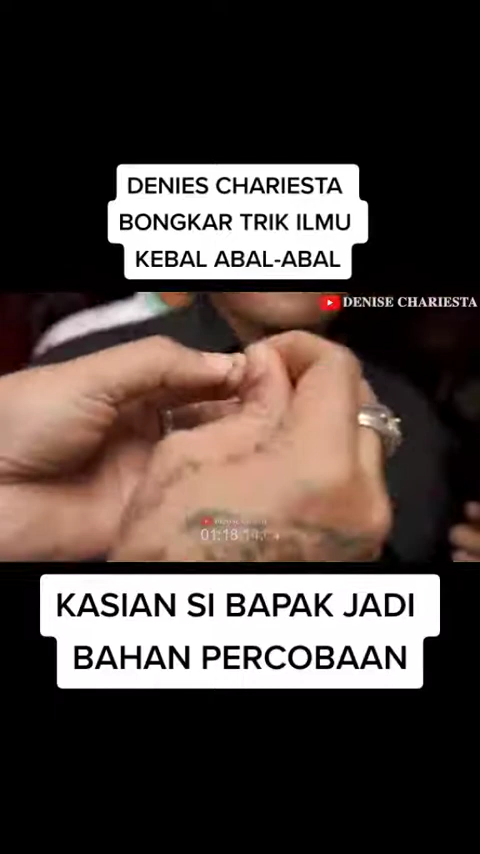 DENIES CHARIESTA
BONGKAR TRIK ILMU
KEBAL ABAL-ABAL
DENISE CHARIESTA
KASIAN SI BAPAK JADI
BAHAN PERCOBAAN